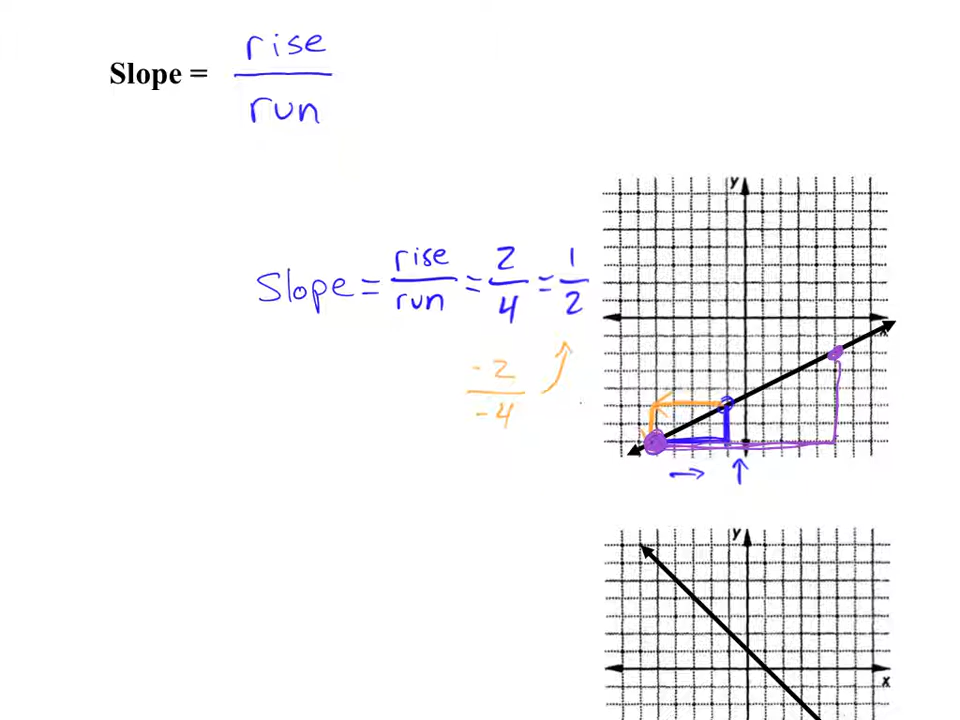 Slope = rise/run
y
Slope = rise/run = 2/4 = 1/2
-2/-4
x
y
x